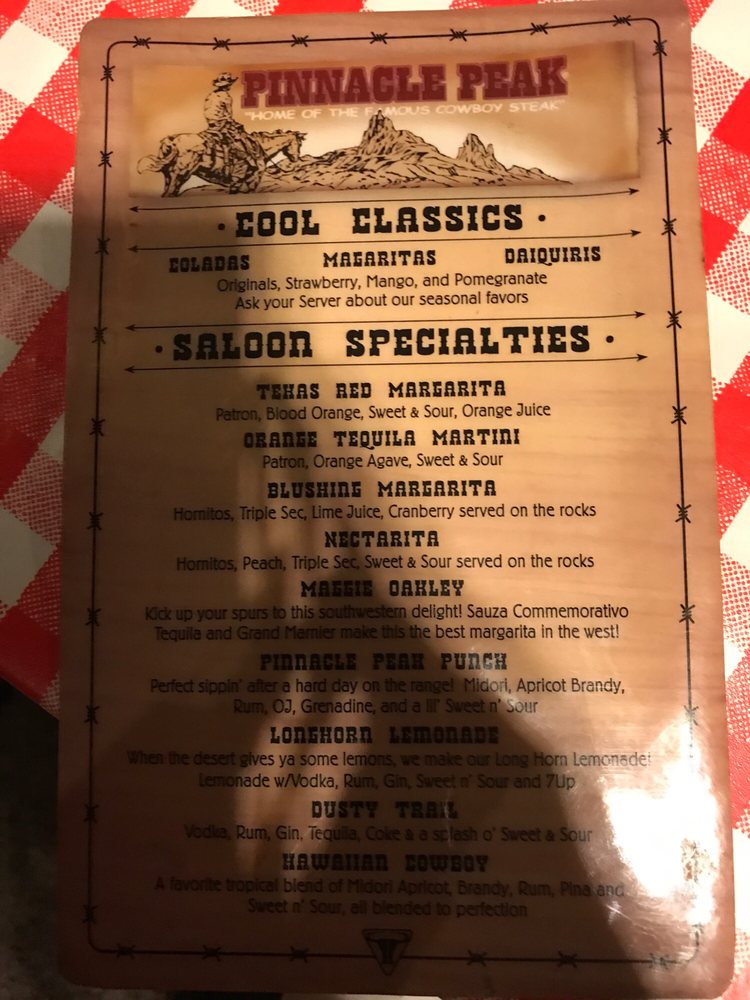 PINNACLE PEAK
"HOME OF THE FAMOUS COWBOY STEAK"
· COOL CLASSICS ·
COLADAS MAGARITAS DAIQUIRIS
Originals, Strawberry, Mango, and Pomegranate
Ask your Server about our seasonal favors
· SALOON SPECIALTIES ·
TEXAS RED MARGARITA
Patron, Blood Orange, Sweet & Sour, Orange Juice
ORANGE TEQUILA MARTINI
Patron, Orange Agave, Sweet & Sour
BLUSHING MARGARITA
Hornitos, Triple Sec, Lime Juice, Cranberry served on the rocks
NECTARITA
Hornitos, Peach, Triple Sec, Sweet & Sour served on the rocks
MAGGIE OAKLEY
Kick up your spurs to this southwestern delight! Sauza Commemorativo
Tequila and Grand Marnier make this the best margarita in the west!
PINNACLE PEAK PUNCH
Perfect sippin' after a hard day on the range! Midori, Apricot Brandy,
Rum, OJ, Grenadine, and a lil' Sweet n' Sour
LONGHORN LEMONADE
When the desert gives ya some lemons, we make our Long Horn Lemonade!
Lemonade w/Vodka, Rum, Gin, Sweet n' Sour and 7Up
DUSTY TRAIL
Vodka, Rum, Gin, Tequila, Coke & a splash o' Sweet & Sour
HAWAIIAN COWBOY
A favorite tropical blend of Midori Apricot, Brandy, Rum, Pina and
Sweet n' Sour, all blended to perfection